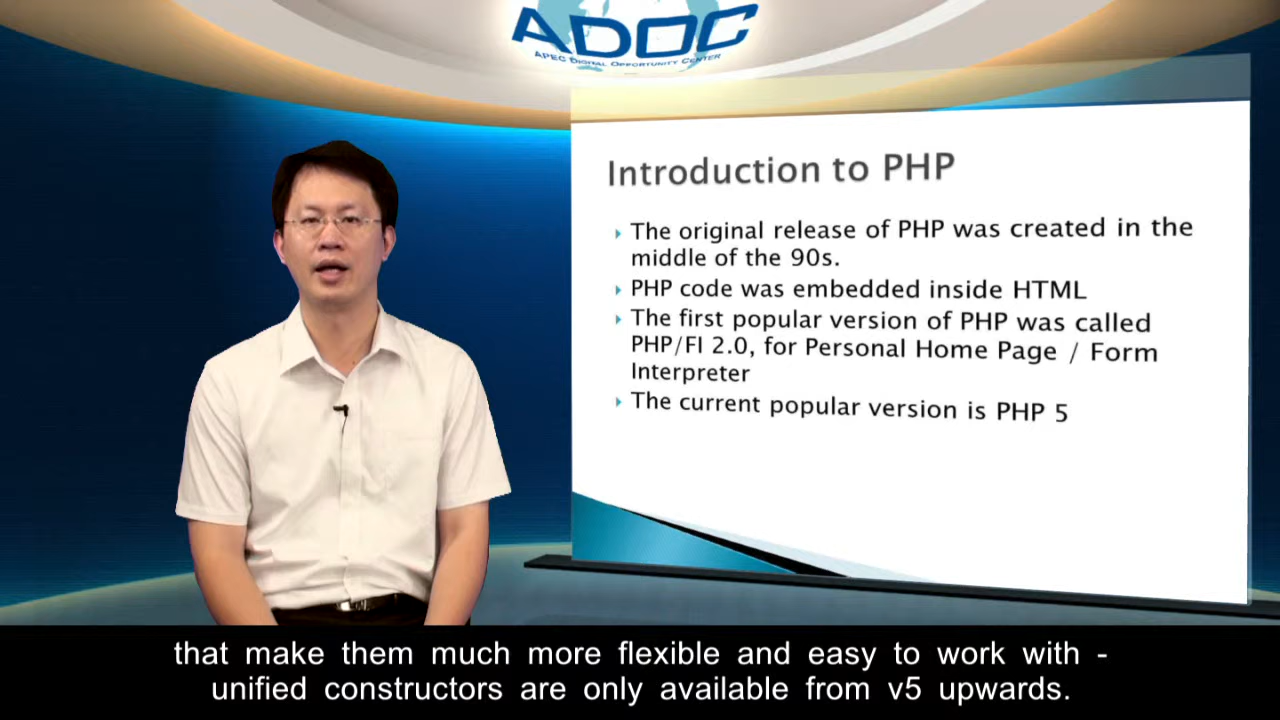 ADOC
APEC DIGITAL OPPORTUNITY CENTER
Introduction to PHP
The original release of PHP was created in the
middle of the 90s.
PHP code was embedded inside HTML
The first popular version of PHP was called
PHP/FI 2.0, for Personal Home Page / Form
Interpreter
The current popular version is PHP 5
that make them much more flexible and easy to work with -
unified constructors are only available from v5 upwards.